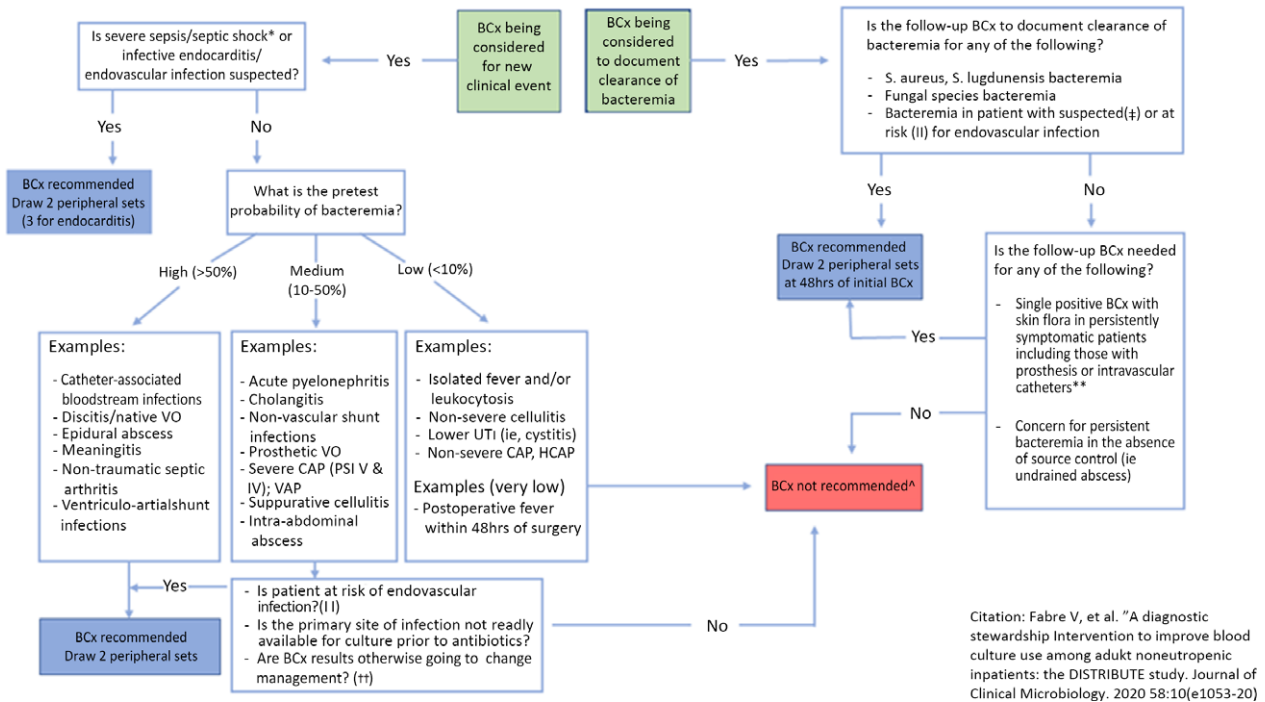 Is severe sepsis/septic shock* or
infective endocarditis/
endovascular infection suspected?
Yes
BCx being
considered
for new
clinical event
BCx being
considered
to document
clearance of
bacteremia
Yes
Is the follow-up BCx to document clearance of
bacteremia for any of the following?
- S. aureus, S. lugdunensis bacteremia
- Fungal species bacteremia
- Bacteremia in patient with suspected(‡) or at
risk (II) for endovascular infection
Yes
No
BCx recommended
Draw 2 peripheral sets
(3 for endocarditis)
What is the pretest
probability of bacteremia?
High (>50%)
Medium
(10-50%)
Low (<10%)
Yes
No
BCx recommended
Draw 2 peripheral sets
at 48hrs of initial BCx
Is the follow-up BCx needed
for any of the following?
- Single positive BCx with
skin flora in persistently
symptomatic patients
including those with
prosthesis or intravascular
catheters**
- Concern for persistent
bacteremia in the absence
of source control (ie
undrained abscess)
Yes
No
Examples:
- Catheter-associated
bloodstream infections
- Discitis/native VO
- Epidural abscess
- Meaningitis
- Non-traumatic septic
arthritis
- Ventriculo-artialshunt
infections
Examples:
- Acute pyelonephritis
- Cholangitis
- Non-vascular shunt
infections
- Prosthetic VO
- Severe CAP (PSI V &
IV); VAP
- Suppurative cellulitis
- Intra-abdominal
abscess
Examples:
- Isolated fever and/or
leukocytosis
- Non-severe cellulitis
- Lower UTı (ie, cystitis)
- Non-severe CAP, HCAP
Examples (very low)
- Postoperative fever
within 48hrs of surgery
BCx not recommended^
Yes
BCx recommended
Draw 2 peripheral sets
- Is patient at risk of endovascular
infection?(I I)
- Is the primary site of infection not readly
available for culture prior to antibiotics?
- Are BCx results otherwise going to change
management? (††)
No
Citation: Fabre V, et al. ”A diagnostic
stewardship Intervention to improve blood
culture use among adukt noneutropenic
inpatients: the DISTRIBUTE study. Journal of
Clinical Microbiology. 2020 58:10(e1053-20)